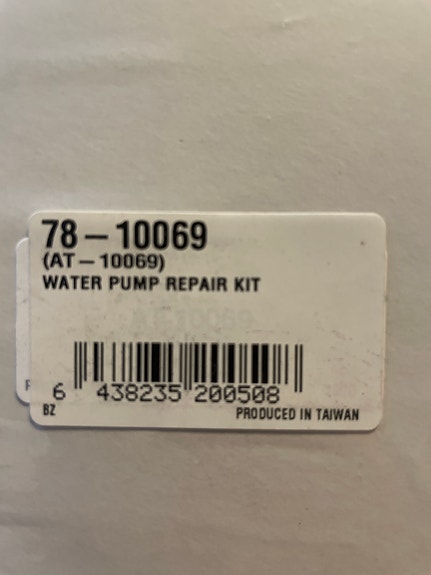 78 – 10069
(AT – 10069)
WATER PUMP REPAIR KIT
6 438235 200508
BZ
PRODUCED IN TAIWAN